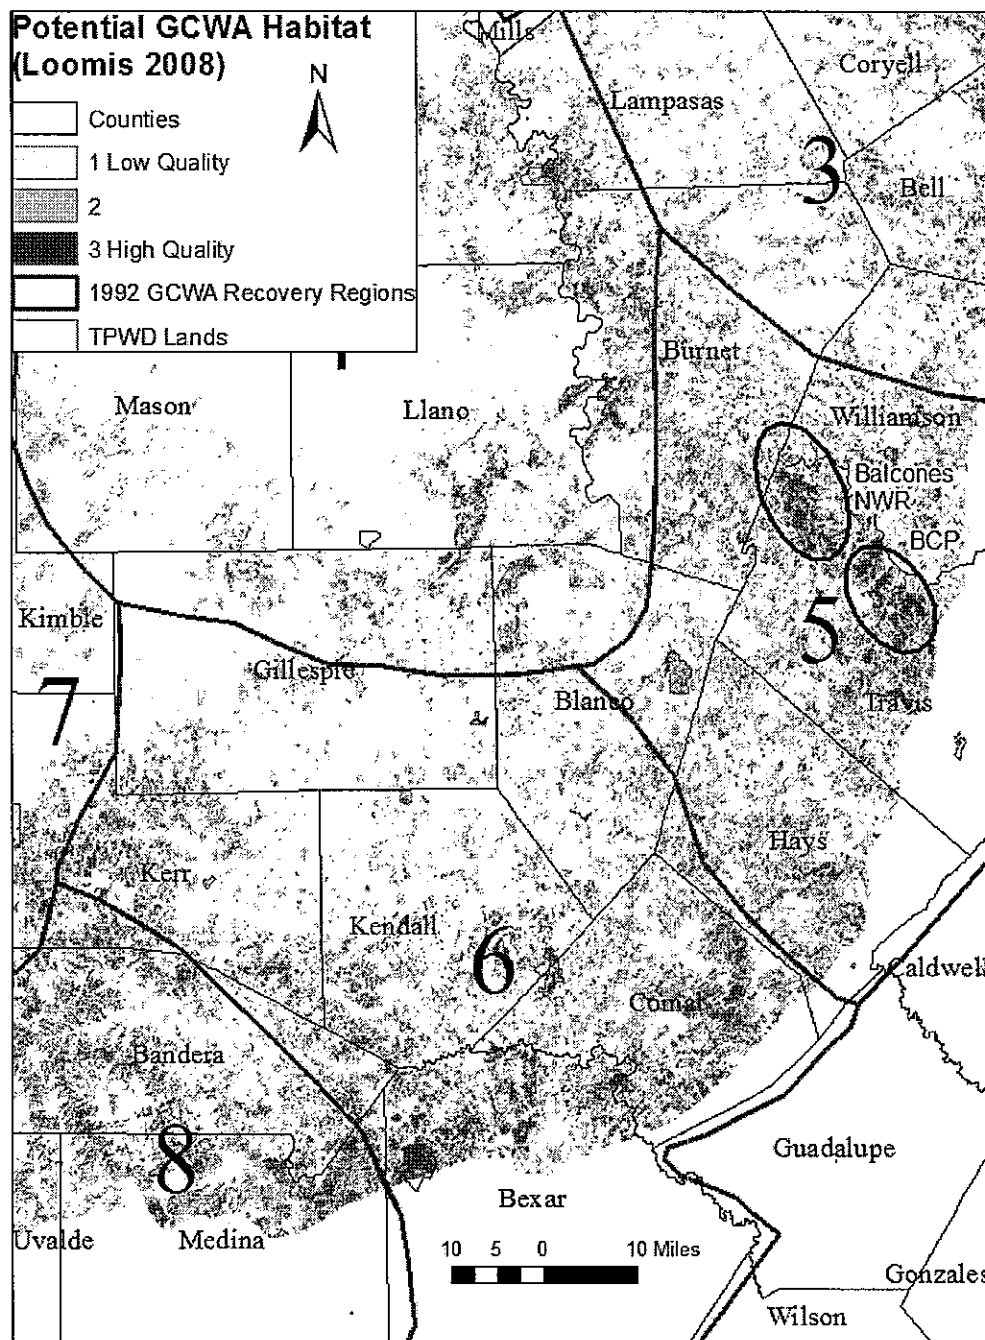 Potential GCWA Habitat
(Loomis 2008)
N
Counties
1 Low Quality
2
3 High Quality
1992 GCWA Recovery Regions
TPWD Lands
Mills
Coryell
Lampasas
3
Bell
Burnet
Mason
Llano
Williamson
Balcones
NWR
BCP
Kimble
5
Gillespie
7
Blanco
Travis
Hays
Kerr
Kendall
6
Caldwell
Comal
Bandera
8
Guadalupe
Bexar
Uvalde
Medina
10 5 0 10 Miles
Gonzales
Wilson